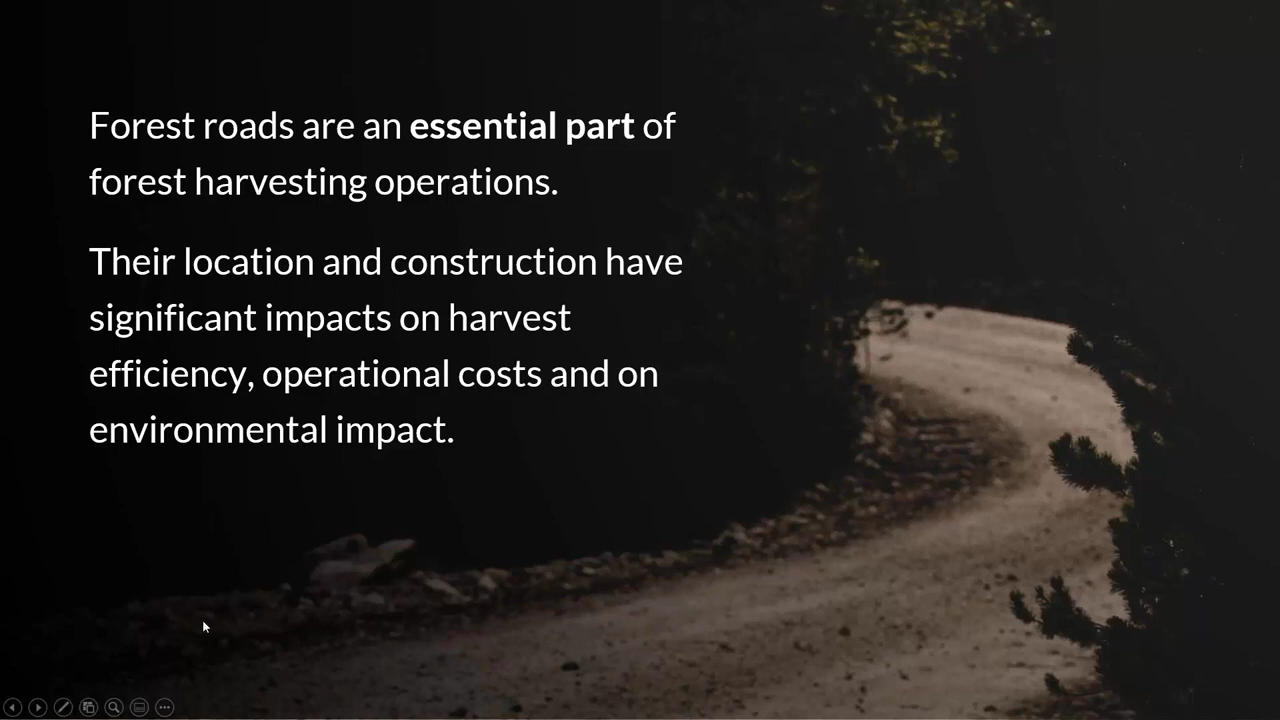 Forest roads are an essential part of
forest harvesting operations.
Their location and construction have
significant impacts on harvest
efficiency, operational costs and on
environmental impact.